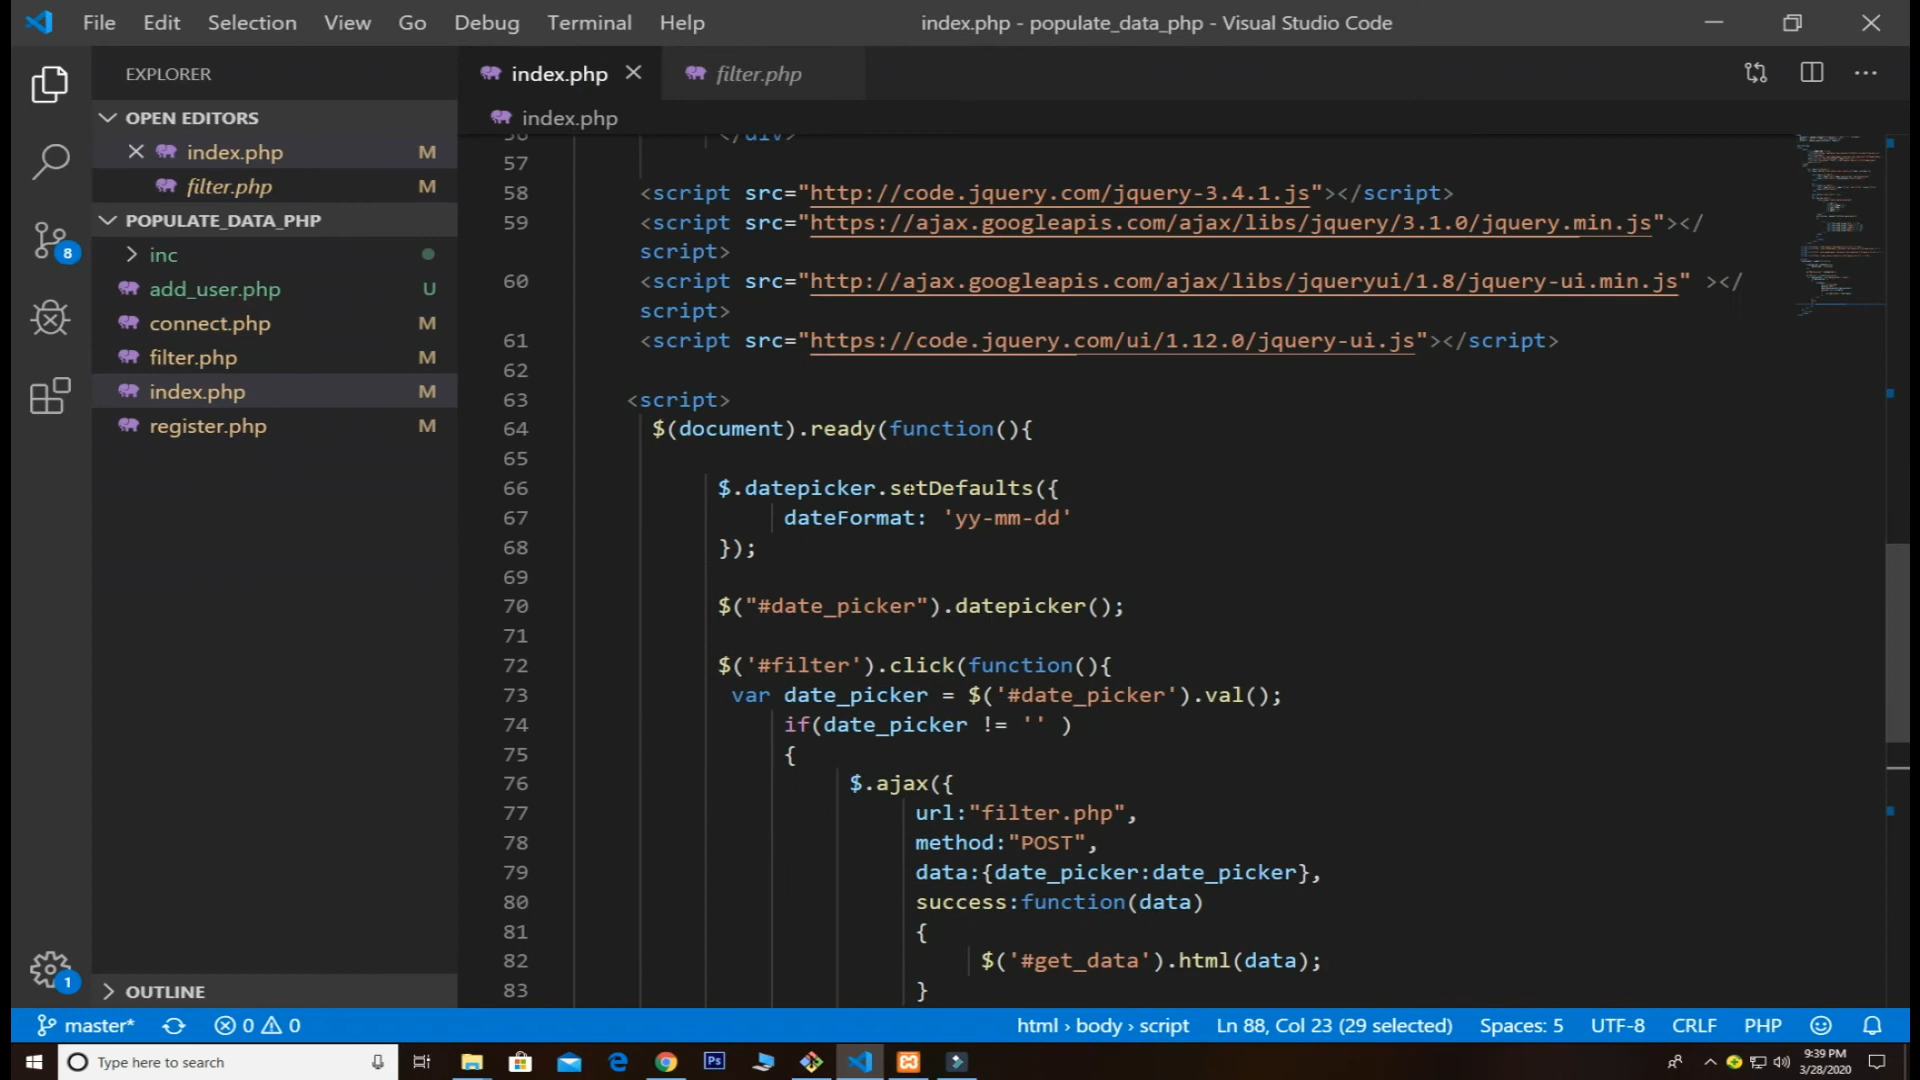 File Edit Selection View Go Debug Terminal Help
index.php - populate_data_php - Visual Studio Code
EXPLORER
OPEN EDITORS
index.php M
filter.php M
POPULATE_DATA_PHP
inc
add_user.php U
connect.php M
filter.php M
index.php M
register.php M
OUTLINE
8
1
index.php
filter.php
index.php
56 </div>
57
58 <script src="http://code.jquery.com/jquery-3.4.1.js"></script>
59 <script src="https://ajax.googleapis.com/ajax/libs/jquery/3.1.0/jquery.min.js"></
script>
60 <script src="http://ajax.googleapis.com/ajax/libs/jqueryui/1.8/jquery-ui.min.js" ></
script>
61 <script src="https://code.jquery.com/ui/1.12.0/jquery-ui.js"></script>
62
63 <script>
64 $(document).ready(function(){
65
66 $.datepicker.setDefaults({
67 dateFormat: 'yy-mm-dd'
68 });
69
70 $("#date_picker").datepicker();
71
72 $('#filter').click(function(){
73 var date_picker = $('#date_picker').val();
74 if(date_picker != '' )
75 {
76 $.ajax({
77 url:"filter.php",
78 method:"POST",
79 data:{date_picker:date_picker},
80 success:function(data)
81 {
82 $('#get_data').html(data);
83 }
master* 0 0
html › body › script Ln 88, Col 23 (29 selected) Spaces: 5 UTF-8 CRLF PHP
Type here to search
Ps
9:39 PM
3/28/2020